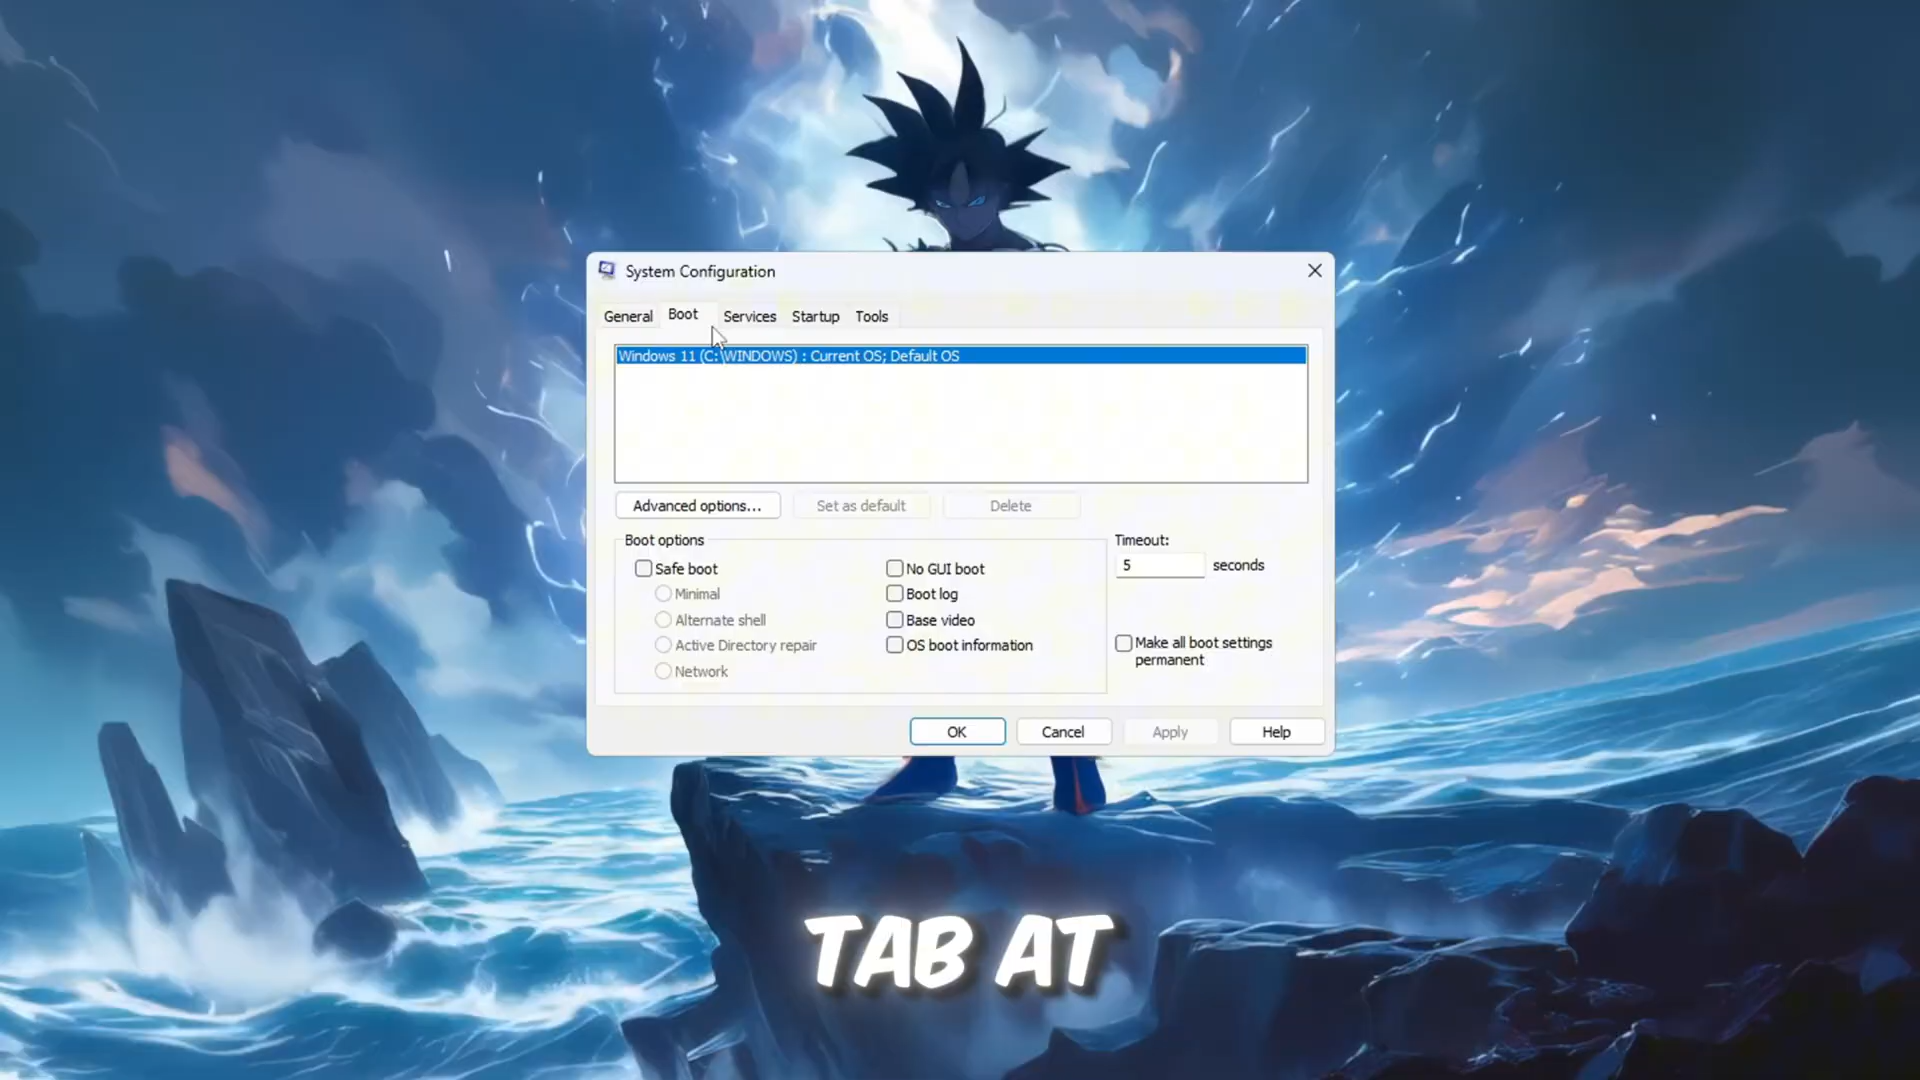 System Configuration
General Boot Services Startup Tools
Windows 11 (C:\WINDOWS) : Current OS; Default OS
Advanced options... Set as default Delete
Boot options
Timeout:
Safe boot
No GUI boot
5 seconds
Minimal
Boot log
Alternate shell
Base video
Active Directory repair
OS boot information
Make all boot settings
permanent
Network
OK Cancel Apply Help
TAB AT